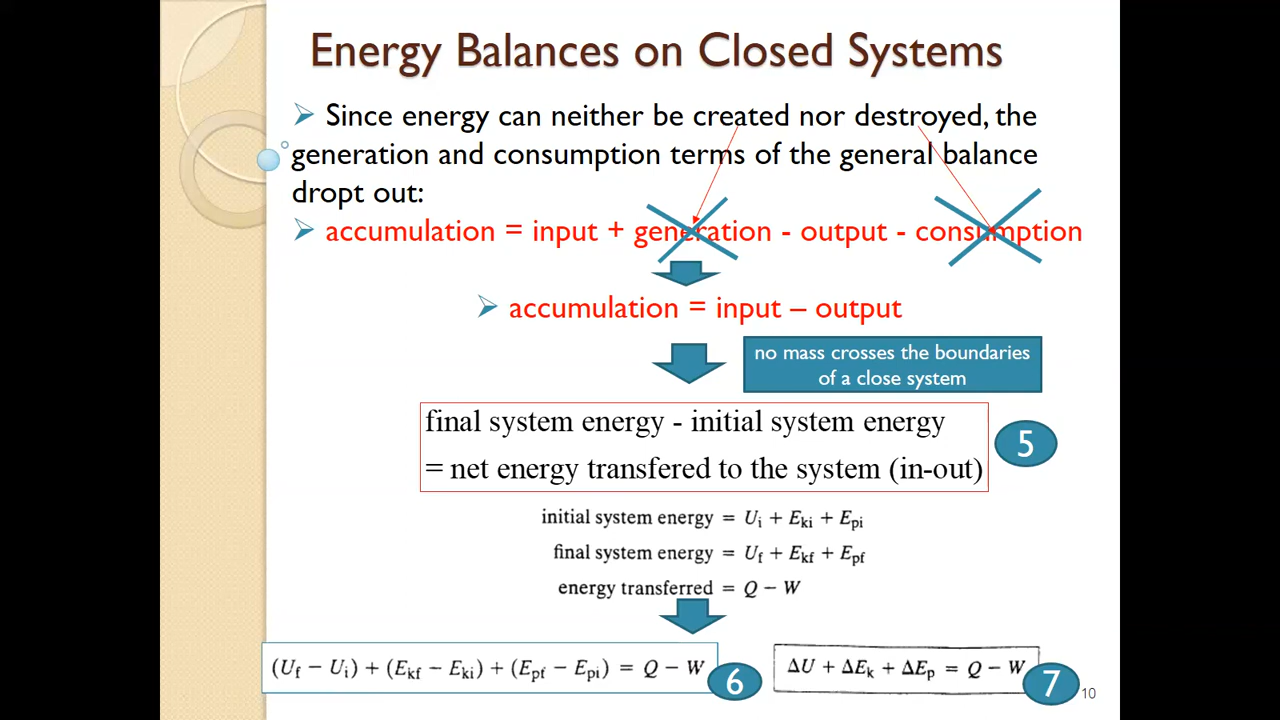 Energy Balances on Closed Systems
➢ Since energy can neither be created nor destroyed, the
generation and consumption terms of the general balance
dropt out:
➢ accumulation = input + generation - output - consumption
➢ accumulation = input – output
no mass crosses the boundaries
of a close system
final system energy - initial system energy
= net energy transfered to the system (in-out)
5
initial system energy = Ui + Eki + Epi
final system energy = Uf + Ekf + Epf
energy transferred = Q − W
(Uf − Ui) + (Ekf − Eki) + (Epf − Epi) = Q − W
6
ΔU + ΔEk + ΔEp = Q − W
7
10